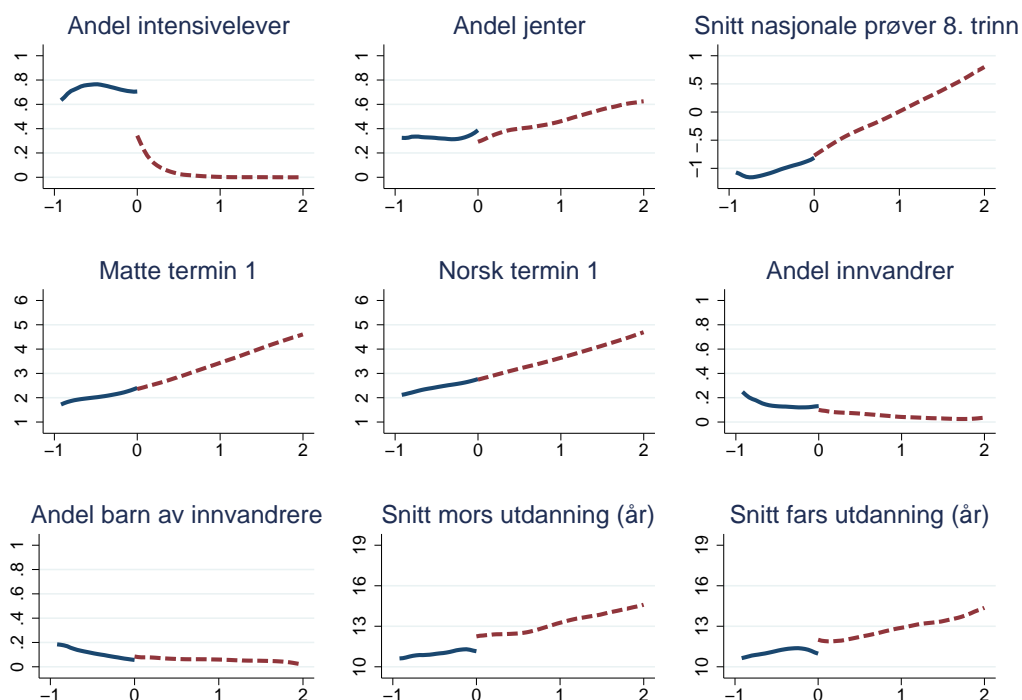 Andel intensivelever
Andel jenter
Snitt nasjonale prøver 8. trinn
0 .2 .4 .6 .8 1
−1 0 1 2
0 .2 .4 .6 .8 1
−1 0 1 2
−1 −.5 0 .5 1
−1 0 1 2
Matte termin 1
Norsk termin 1
Andel innvandrer
1 2 3 4 5 6
−1 0 1 2
1 2 3 4 5 6
−1 0 1 2
0 .2 .4 .6 .8 1
−1 0 1 2
Andel barn av innvandrere
Snitt mors utdanning (år)
Snitt fars utdanning (år)
0 .2 .4 .6 .8 1
−1 0 1 2
10 13 16 19
−1 0 1 2
10 13 16 19
−1 0 1 2